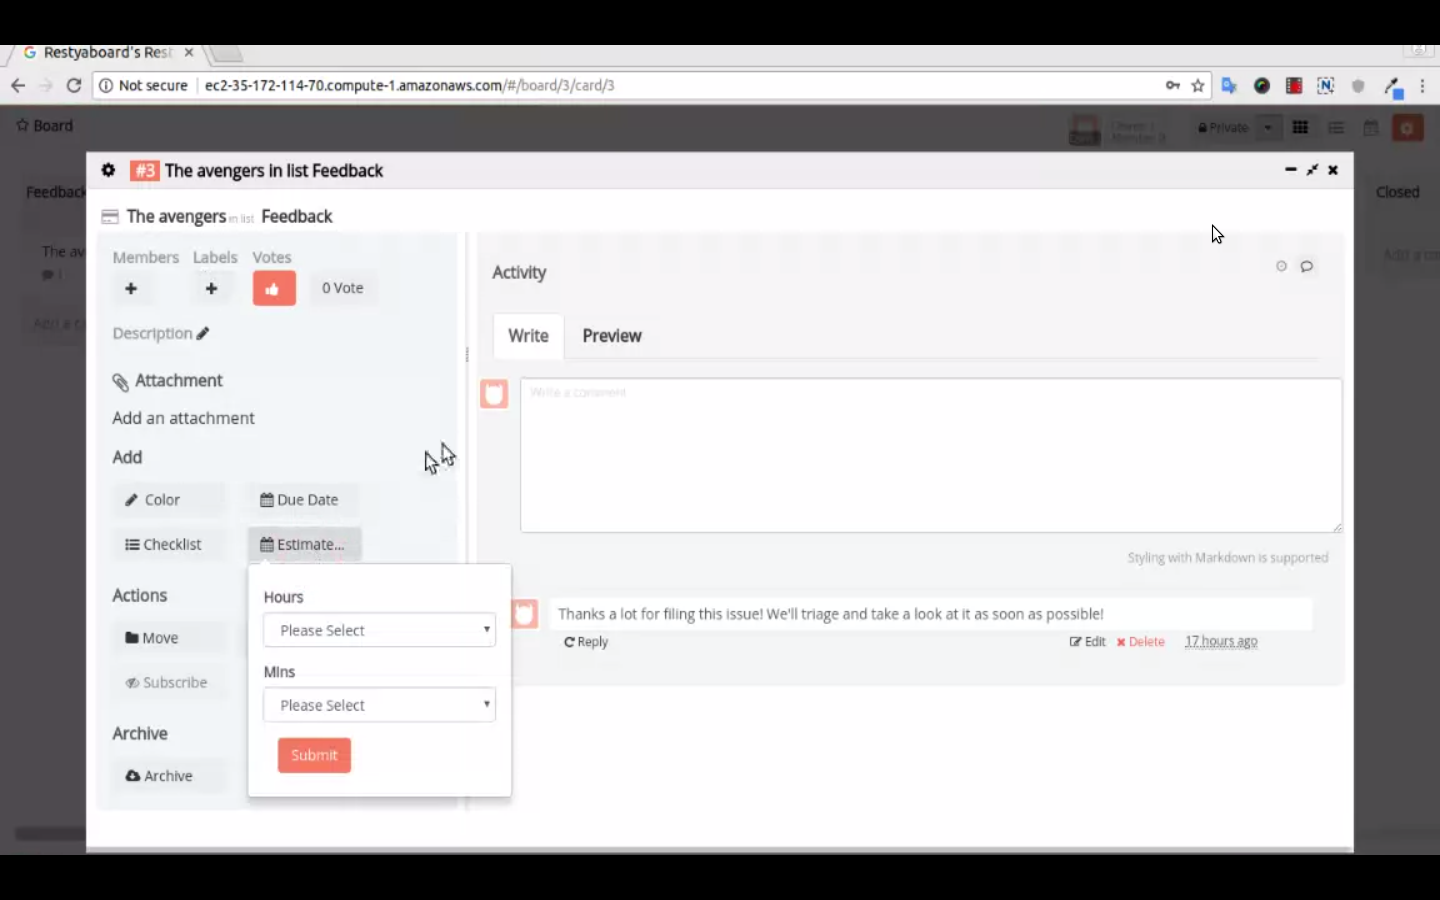 Restyaboard's Rest
Not secure
ec2-35-172-114-70.compute-1.amazonaws.com/#/board/3/card/3
Board
Private
#3 The avengers in list Feedback
Feedback
Closed
The avengers in list Feedback
The av
Members Labels Votes
0 Vote
Description
Attachment
Add an attachment
Add
Color
Due Date
Checklist
Estimate...
Actions
Move
Subscribe
Archive
Archive
Hours
Please Select
Mins
Please Select
Submit
Activity
Write Preview
Write a comment
Styling with Markdown is supported
Thanks a lot for filing this issue! We'll triage and take a look at it as soon as possible!
Reply
Edit
Delete
17 hours ago